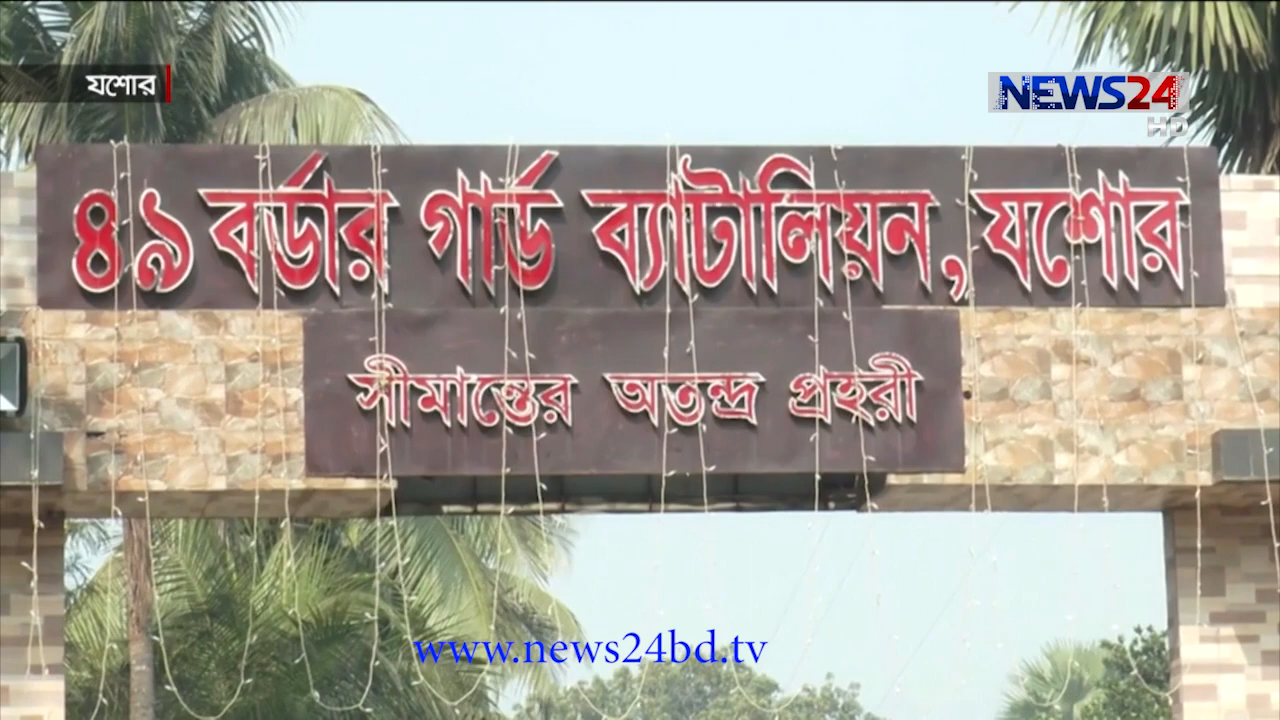 যশোর
NEWS24
HD
৪৯ বর্ডার গার্ড ব্যাটালিয়ন, যশোর
সীমান্তের অতন্দ্র প্রহরী
www.news24bd.tv